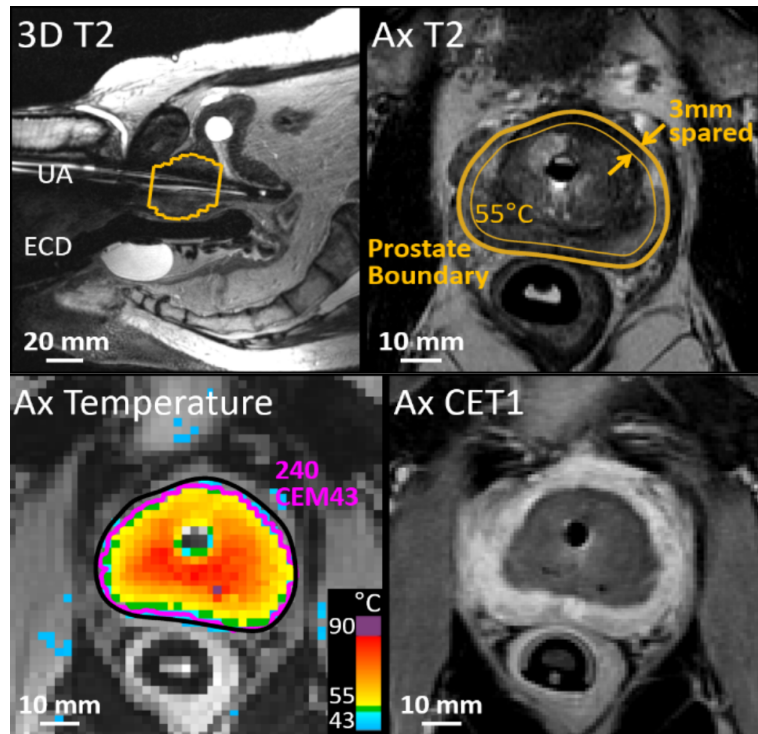 3D T2
UA
ECD
20 mm
Ax T2
3mm
spared
55°C
Prostate
Boundary
10 mm
Ax Temperature
240
CEM43
°C
90
55
43
10 mm
Ax CET1
10 mm